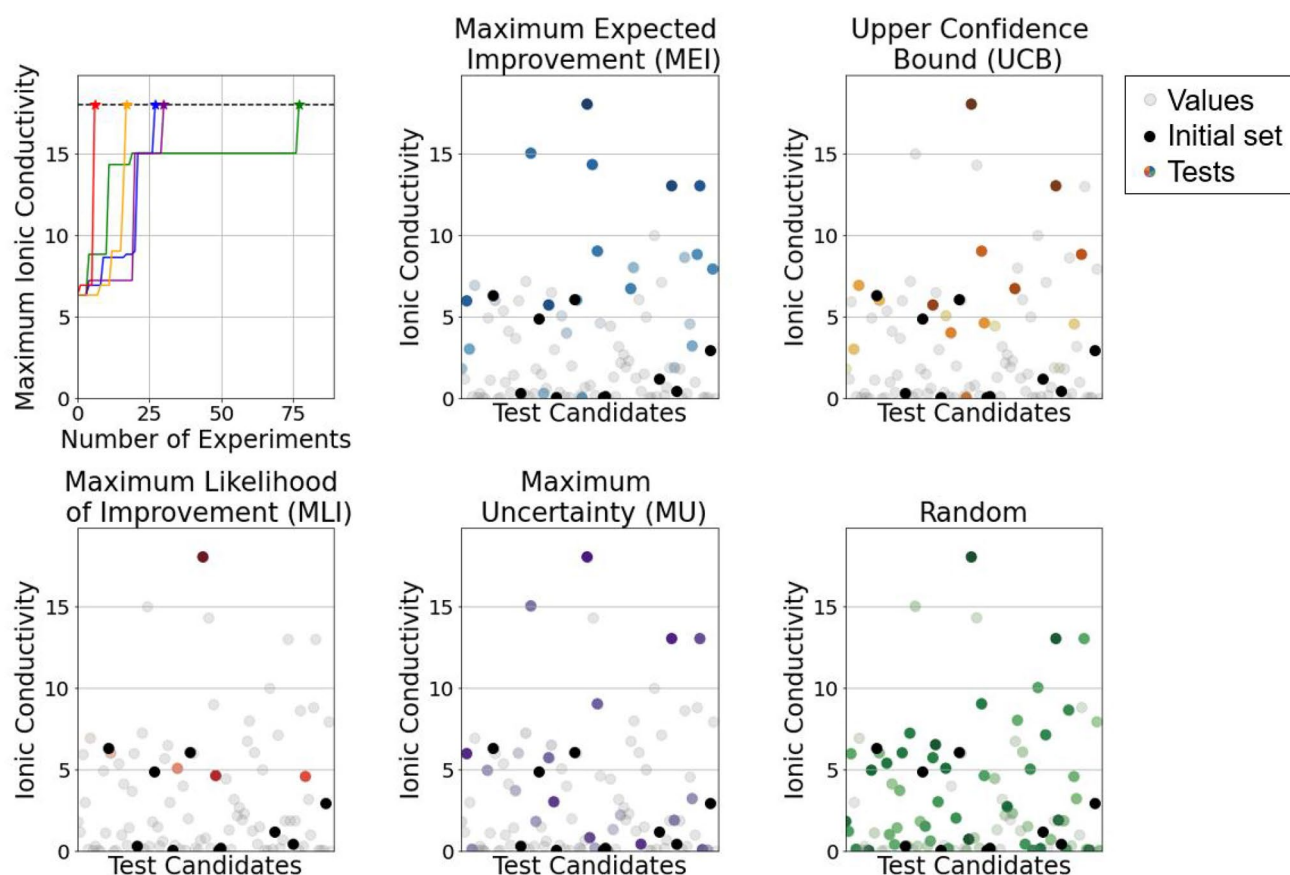 Maximum Ionic Conductivity
15
10
5
0
0 25 50 75
Number of Experiments
Maximum Expected
Improvement (MEI)
Ionic Conductivity
15
10
5
0
Test Candidates
Upper Confidence
Bound (UCB)
Ionic Conductivity
15
10
5
0
Test Candidates
Values
Initial set
Tests
Maximum Likelihood
of Improvement (MLI)
Ionic Conductivity
15
10
5
0
Test Candidates
Maximum
Uncertainty (MU)
Ionic Conductivity
15
10
5
0
Test Candidates
Random
Ionic Conductivity
15
10
5
0
Test Candidates